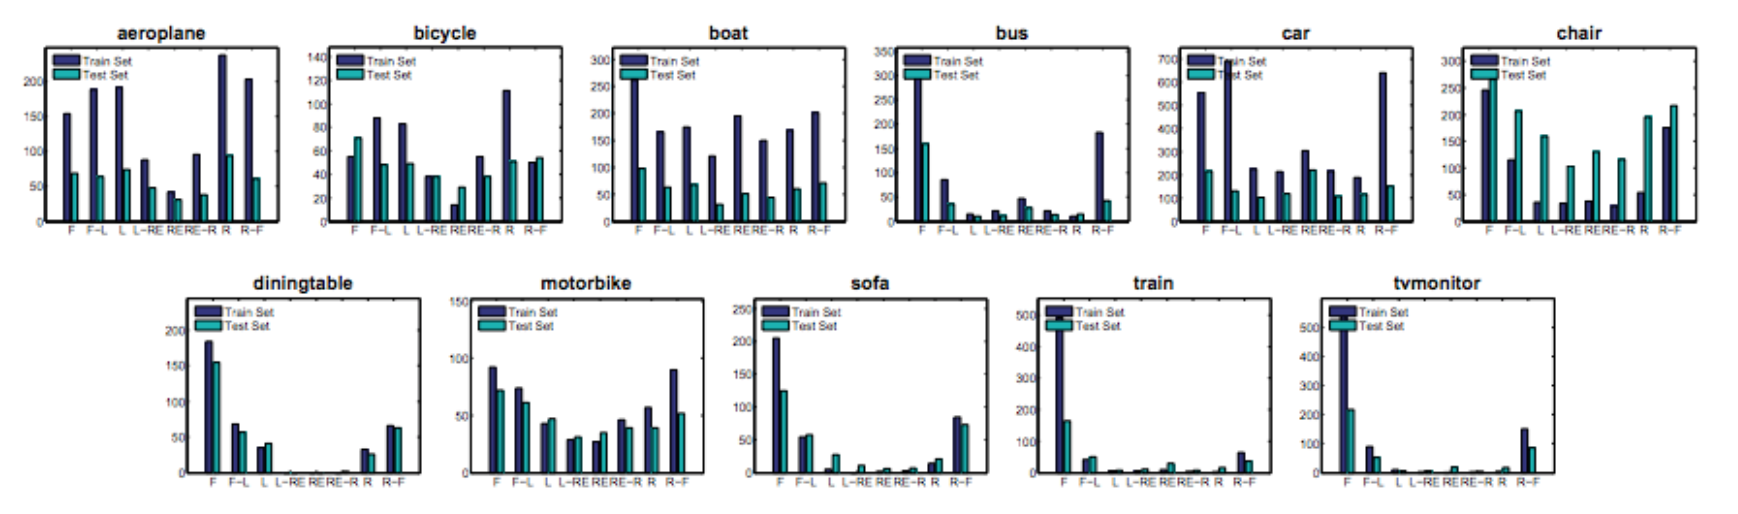 aeroplane bicycle boat bus car chair
Train Set Train Set Train Set Train Set Train Set Train Set
Test Set Test Set Test Set Test Set Test Set Test Set
200 150 100 50 0
F F-L L L-RE RE RE-R R R-F
140 120 100 80 60 40 20 0
F F-L L L-RE RE RE-R R R-F
300 250 200 150 100 50 0
F F-L L L-RE RE RE-R R R-F
350 300 250 200 150 100 50 0
F F-L L L-RE RE RE-R R R-F
700 600 500 400 300 200 100 0
F F-L L L-RE RE RE-R R R-F
300 250 200 150 100 50 0
F F-L L L-RE RE RE-R R R-F
diningtable motorbike sofa train tvmonitor
Train Set Train Set Train Set Train Set Train Set
Test Set Test Set Test Set Test Set Test Set
200 150 100 50 0
F F-L L L-RE RE RE-R R R-F
150 100 50 0
F F-L L L-RE RE RE-R R R-F
250 200 150 100 50 0
F F-L L L-RE RE RE-R R R-F
500 400 300 200 100 0
F F-L L L-RE RE RE-R R R-F
500 400 300 200 100 0
F F-L L L-RE RE RE-R R R-F